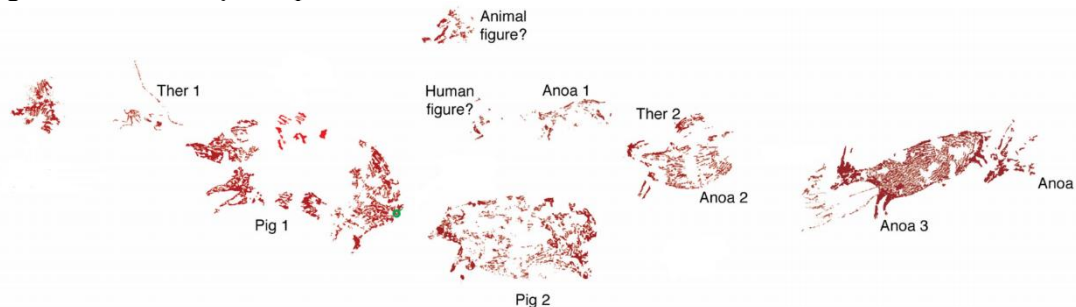 Animal
figure?
Ther 1
Human
figure?
Anoa 1
Ther 2
Anoa 2
Anoa
Anoa 3
Pig 1
Pig 2